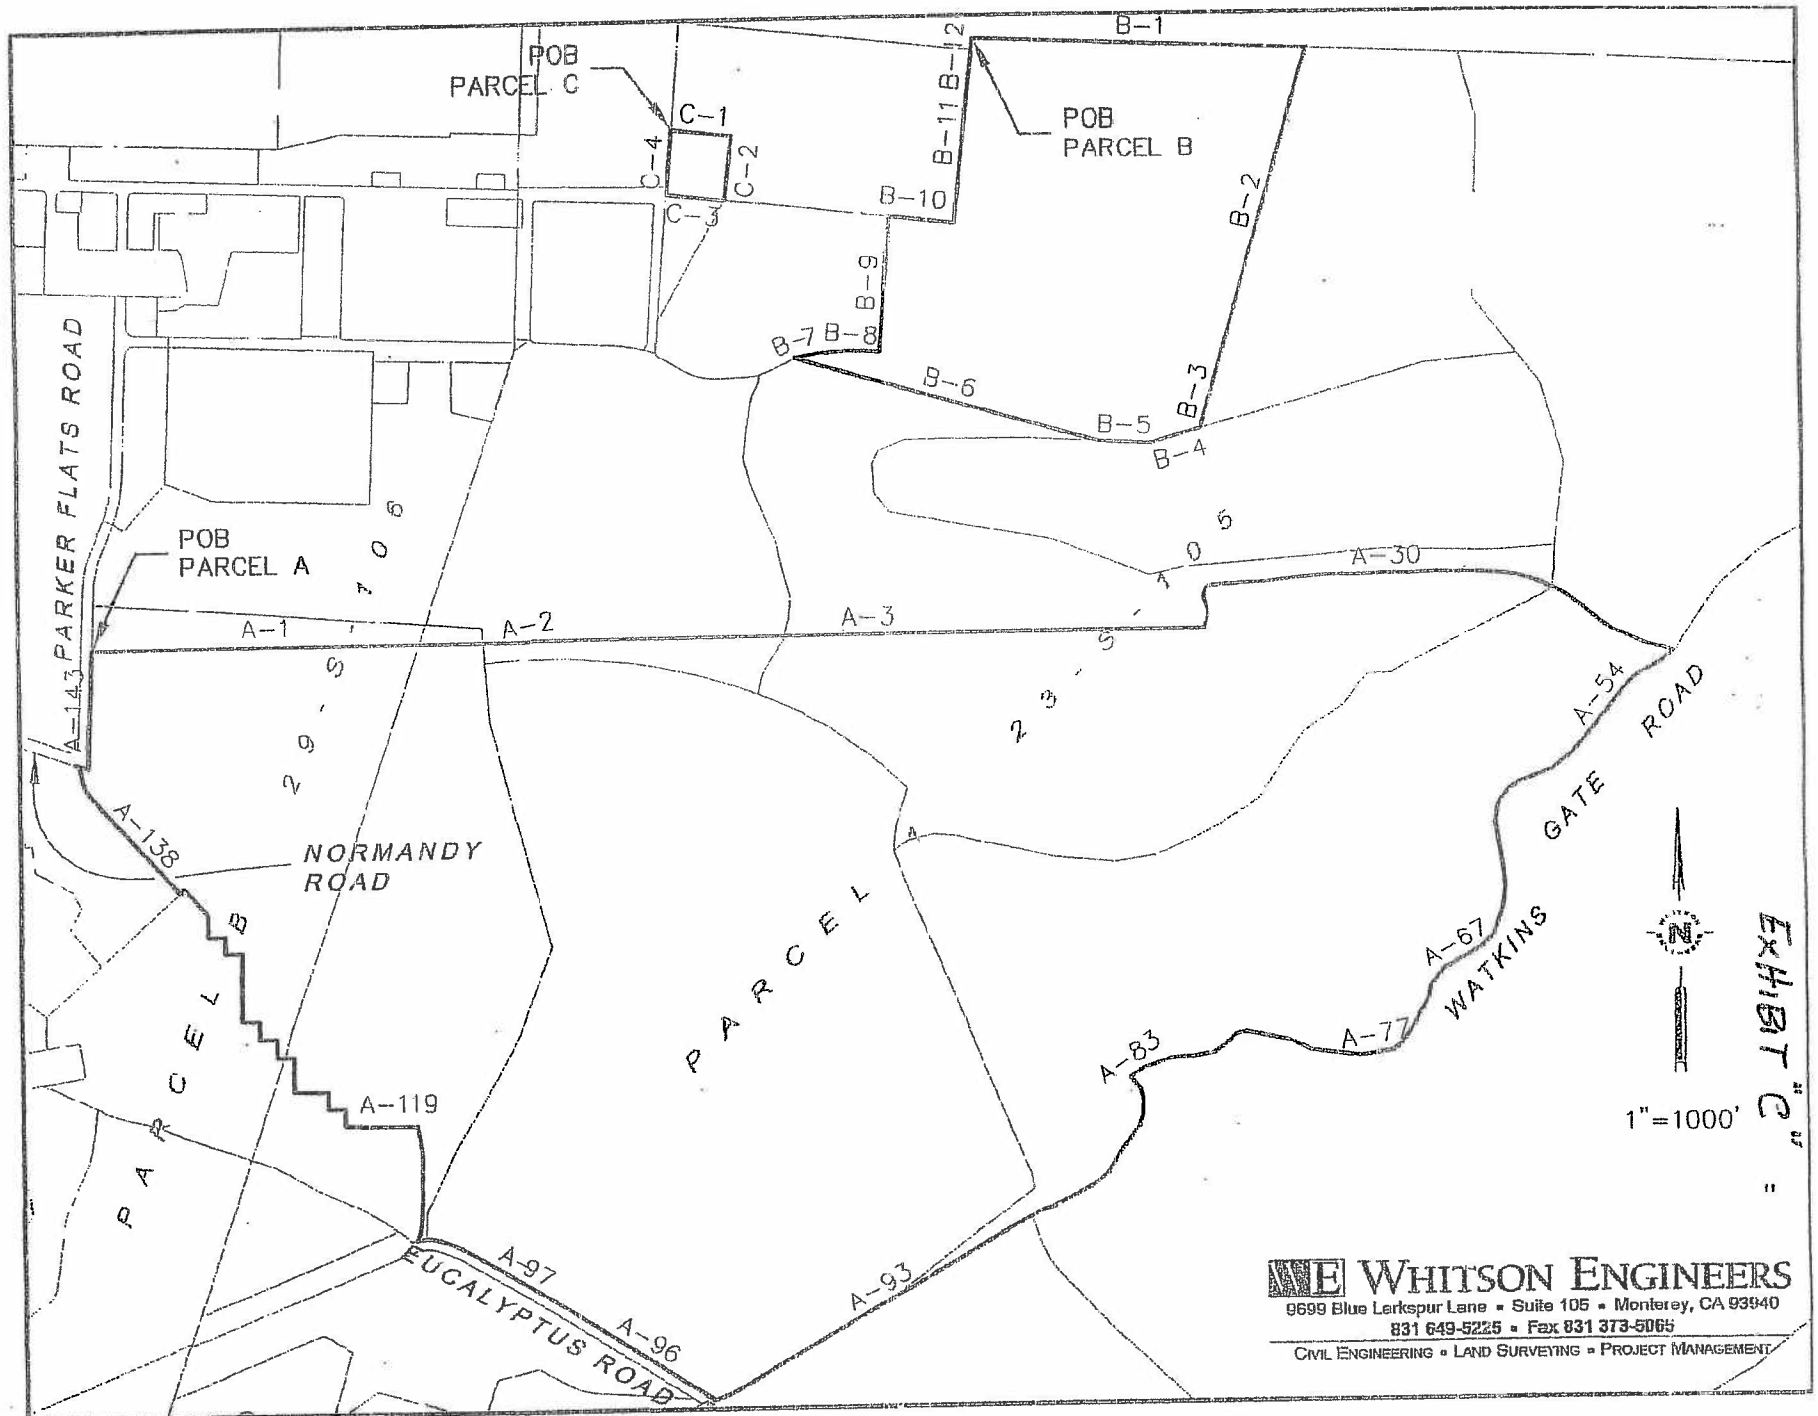 B-1
POB
PARCEL C
B-12
C-1
POB
PARCEL B
B-11
C-4
C-2
B-2
B-10
C-3
B-9
B-7
B-8
B-6
B-3
B-5
B-4
PARKER FLATS ROAD
POB
PARCEL A
A-30
A-1
A-2
A-3
29-S-106
23-S-105
A-143
A-54
WATKINS GATE ROAD
A-138
NORMANDY
ROAD
PARCEL B
PARCEL
A-67
N
EXHIBIT "C"
A-83
A-77
A-119
1"=1000'
"
A-97
A-93
A-96
EUCALYPTUS ROAD
WE WHITSON ENGINEERS
9699 Blue Larkspur Lane ▪ Suite 105 ▪ Monterey, CA 93940
831 649-5225 ▪ Fax 831 373-5065
CIVIL ENGINEERING ▪ LAND SURVEYING ▪ PROJECT MANAGEMENT